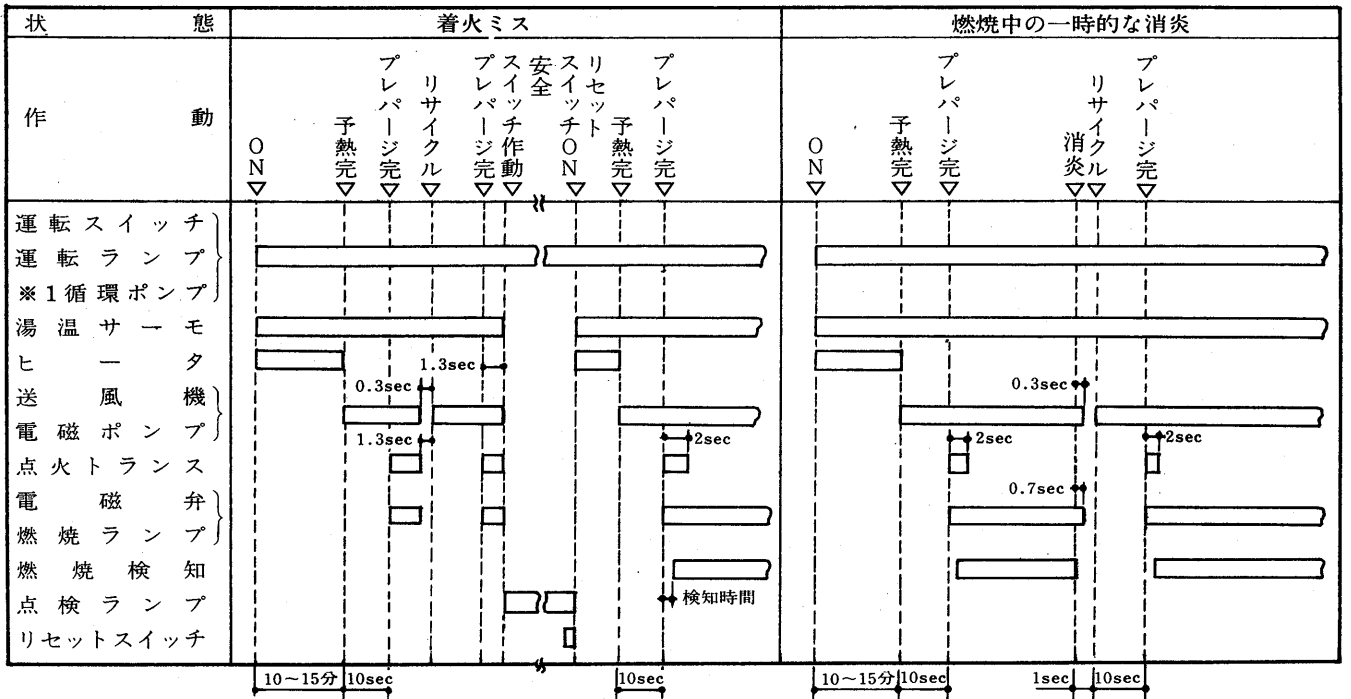 状態 着火ミス 燃焼中の一時的な消炎
作動
ON
予熱完
プレパージ完
リサイクル
プレパージ完
安全スイッチ作動
リセットスイッチON
予熱完
プレパージ完
ON
予熱完
プレパージ完
消炎
リサイクル
プレパージ完
運転スイッチ
運転ランプ
※1循環ポンプ
湯温サーモ
ヒータ 1.3sec
0.3sec 0.3sec
送風機
電磁ポンプ
1.3sec 2sec 2sec 2sec
点火トランス
0.7sec
電磁弁
燃焼ランプ
燃焼検知
点検ランプ 検知時間
リセットスイッチ
10～15分 10sec 10sec 10～15分 10sec 1sec 10sec